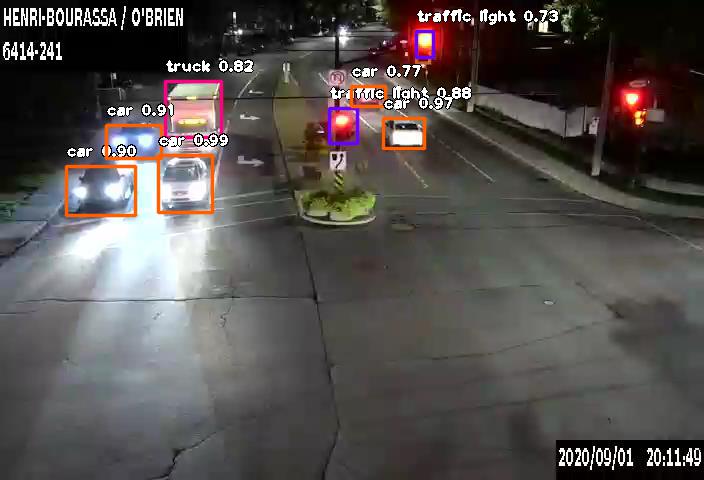 HENRI-BOURASSA / O'BRIEN
6414-241
traffic light 0.73
truck 0.82
car 0.77
traffic light 0.88
car 0.97
car 0.91
car 0.99
car 0.90
2020/09/01 20:11:49